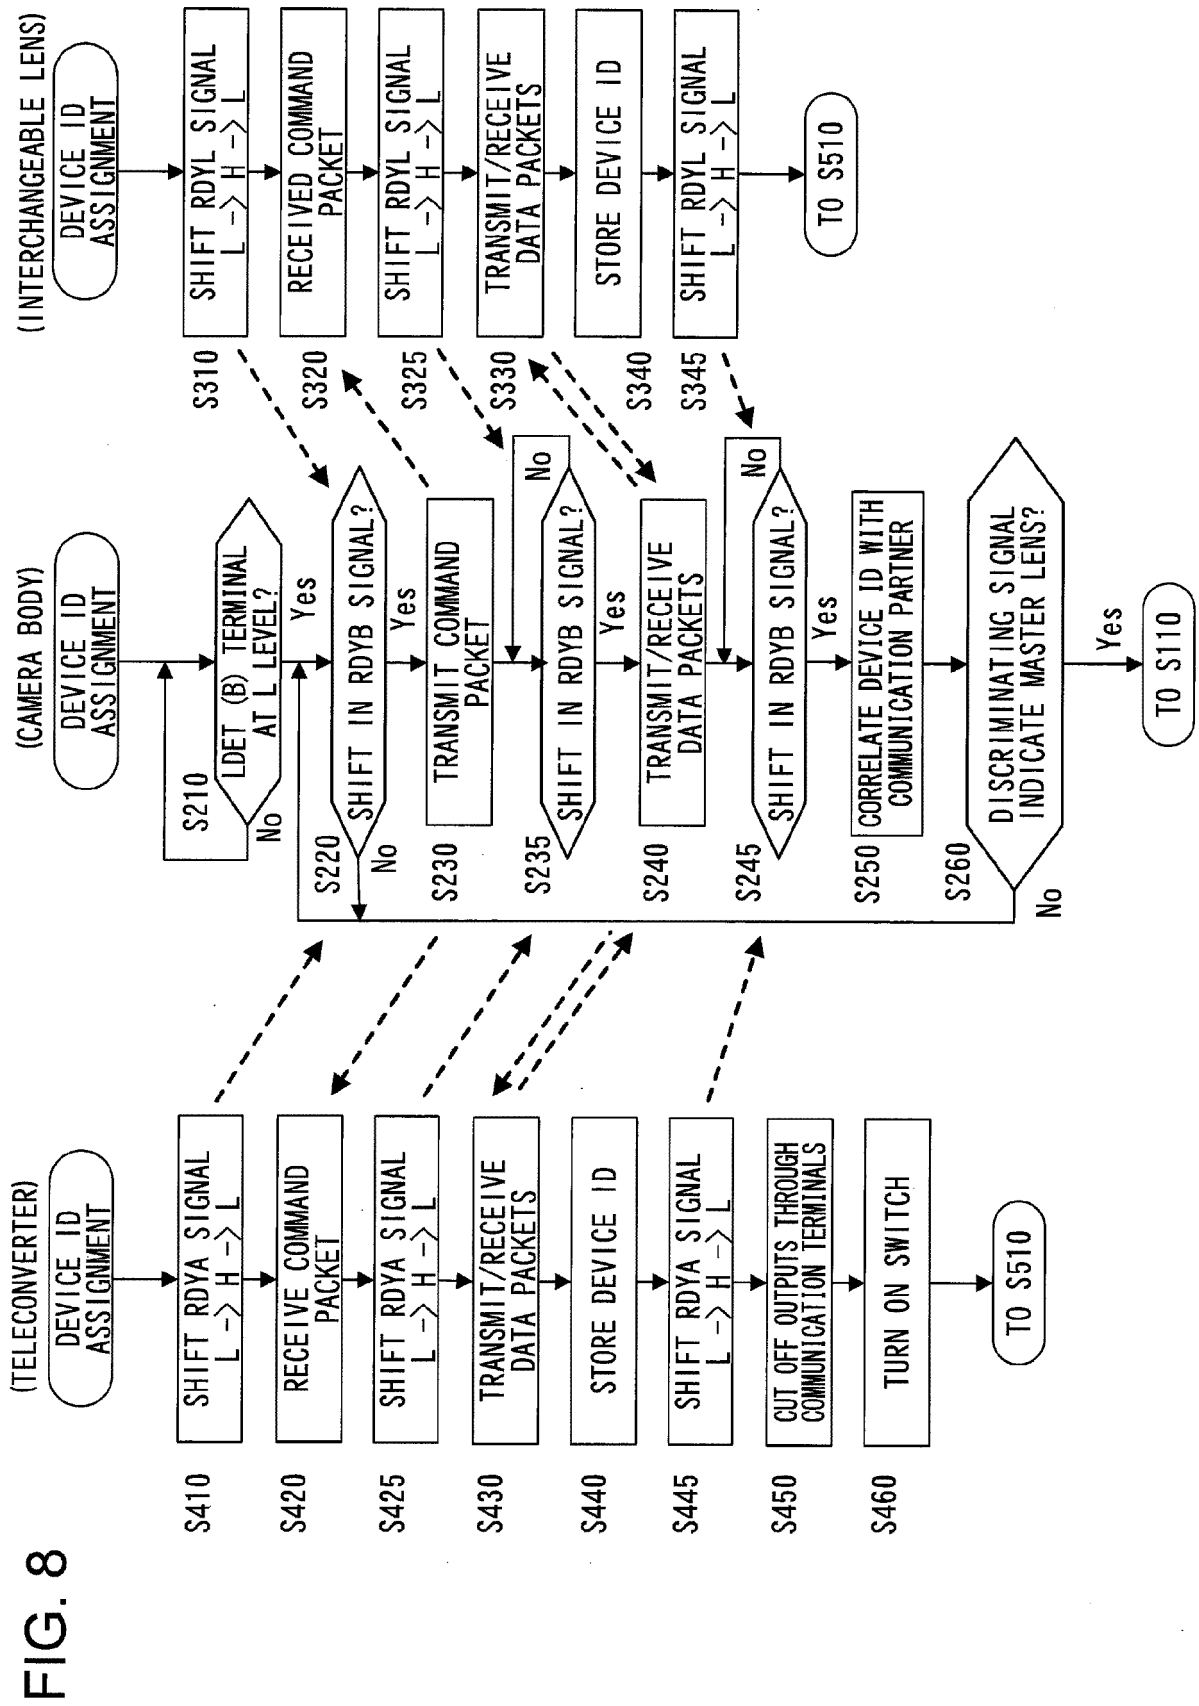 FIG. 8
(TELECONVERTER)
DEVICE ID
ASSIGNMENT
S410
SHIFT RDYA SIGNAL
L -> H -> L
S420
RECEIVE COMMAND
PACKET
S425
SHIFT RDYA SIGNAL
L -> H -> L
S430
TRANSMIT/RECEIVE
DATA PACKETS
S440
STORE DEVICE ID
S445
SHIFT RDYA SIGNAL
L -> H -> L
S450
CUT OFF OUTPUTS THROUGH
COMMUNICATION TERMINALS
S460
TURN ON SWITCH
TO S510
(CAMERA BODY)
DEVICE ID
ASSIGNMENT
S210
LDET (B) TERMINAL
AT L LEVEL?
No
Yes
S220
SHIFT IN RDYB SIGNAL?
No
Yes
S230
TRANSMIT COMMAND
PACKET
S235
SHIFT IN RDYB SIGNAL?
No
Yes
S240
TRANSMIT/RECEIVE
DATA PACKETS
S245
SHIFT IN RDYB SIGNAL?
No
Yes
S250
CORRELATE DEVICE ID WITH
COMMUNICATION PARTNER
S260
DISCRIMINATING SIGNAL
INDICATE MASTER LENS?
No
Yes
TO S110
(INTERCHANGEABLE LENS)
DEVICE ID
ASSIGNMENT
S310
SHIFT RDYL SIGNAL
L -> H -> L
S320
RECEIVED COMMAND
PACKET
S325
SHIFT RDYL SIGNAL
L -> H -> L
S330
TRANSMIT/RECEIVE
DATA PACKETS
S340
STORE DEVICE ID
S345
SHIFT RDYL SIGNAL
L -> H -> L
TO S510